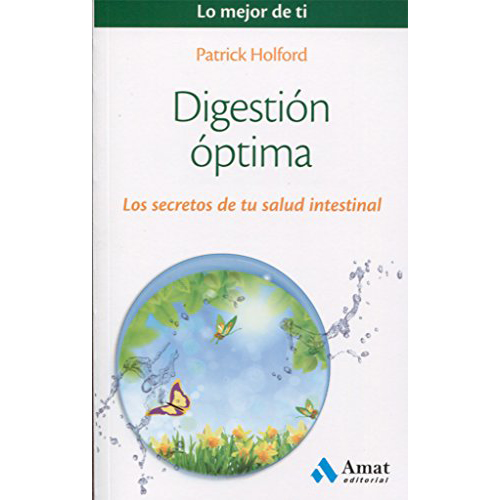 Lo mejor de ti
Patrick Holford
Digestión
óptima
Los secretos de tu salud intestinal
Amat
editorial